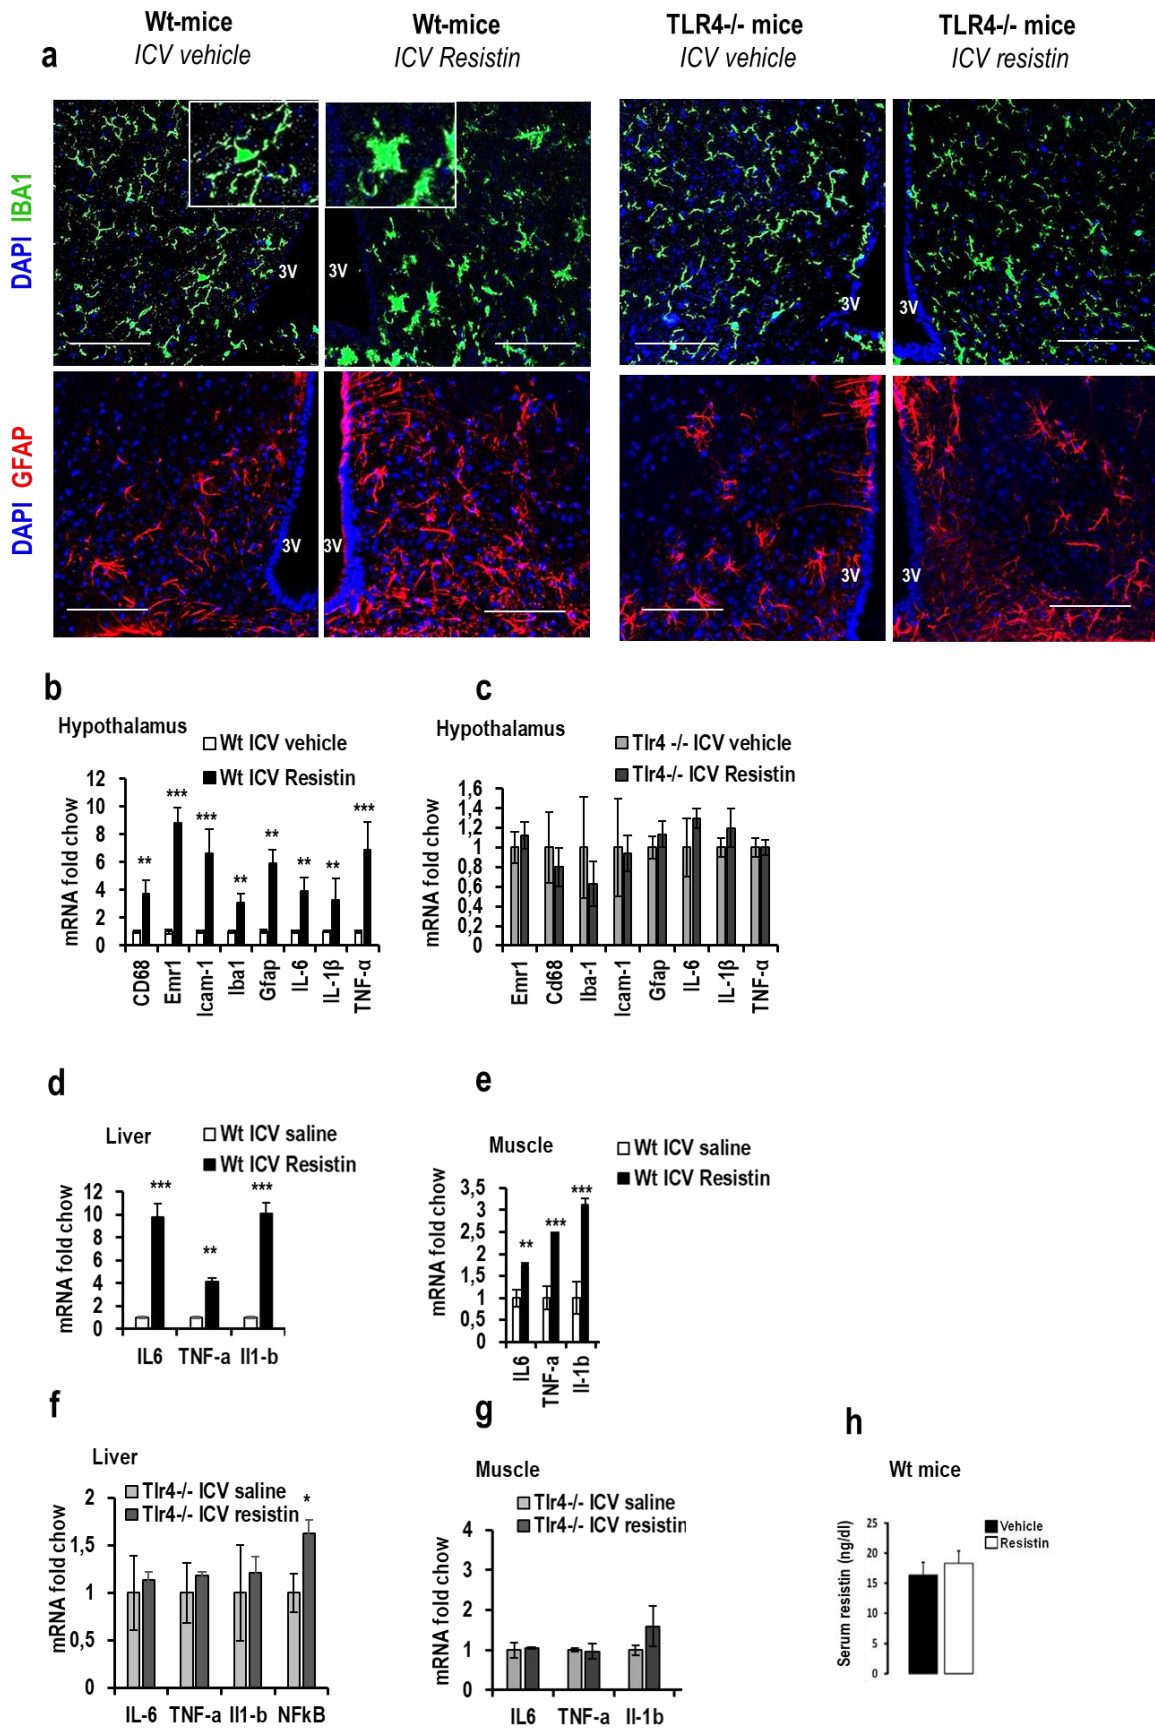 a
Wt-mice
ICV vehicle
Wt-mice
ICV Resistin
TLR4-/- mice
ICV vehicle
TLR4-/- mice
ICV resistin
DAPI IBA1
3V
3V
3V
3V
DAPI GFAP
3V
3V
3V
3V
b
Hypothalamus
Wt ICV vehicle
Wt ICV Resistin
mRNA fold chow
12
10
8
6
4
2
0
**
***
***
**
**
**
**
***
CD68
Emr1
Icam-1
Iba1
Gfap
IL-6
IL-1β
TNF-α
c
Hypothalamus
Tlr4 -/- ICV vehicle
Tlr4-/- ICV Resistin
mRNA fold chow
1,6
1,4
1,2
1
0,8
0,6
0,4
0,2
0
Emr1
Cd68
Iba-1
Icam-1
Gfap
IL-6
IL-1β
TNF-α
d
Liver
Wt ICV saline
Wt ICV Resistin
mRNA fold chow
12
10
8
6
4
2
0
***
**
***
IL6 TNF-a Il1-b
e
Muscle
Wt ICV saline
Wt ICV Resistin
mRNA fold chow
3,5
3
2,5
2
1,5
1
0,5
0
**
***
***
IL6
TNF-a
Il-1b
f
Liver
Tlr4-/- ICV saline
Tlr4-/- ICV resistin
mRNA fold chow
2
1,5
1
0,5
0
*
IL-6 TNF-a Il1-b NFkB
g
Muscle
Tlr4-/- ICV saline
Tlr4-/- ICV resistin
mRNA fold chow
4
3
2
1
0
IL6 TNF-a Il-1b
h
Wt mice
Vehicle
Resistin
Serum resistin (ng/dl)
25
20
15
10
5
0